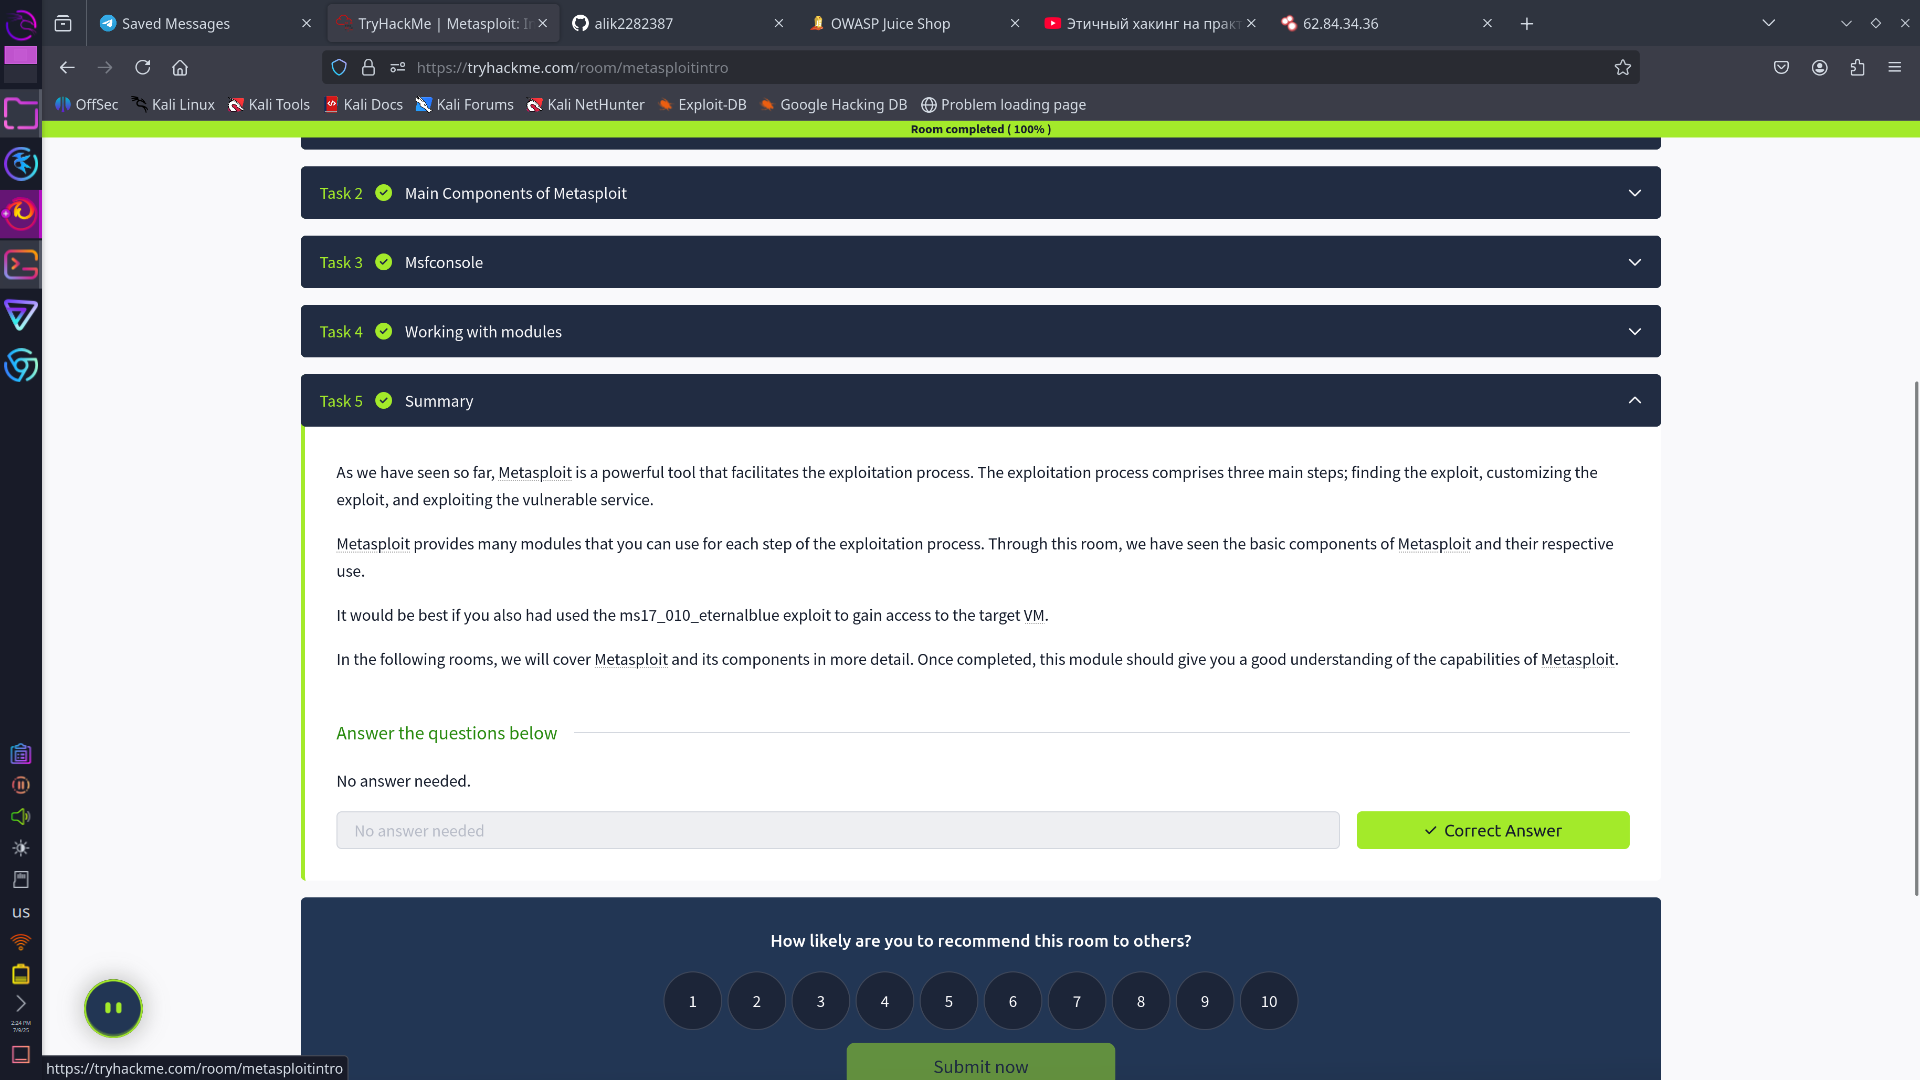 Saved Messages
TryHackMe | Metasploit: I
alik2282387
OWASP Juice Shop
Этичный хакинг на практ
62.84.34.36
https://tryhackme.com/room/metasploitintro
OffSec
Kali Linux
Kali Tools
Kali Docs
Kali Forums
Kali NetHunter
Exploit-DB
Google Hacking DB
Problem loading page
Room completed ( 100% )
Task 2 Main Components of Metasploit
Task 3 Msfconsole
Task 4 Working with modules
Task 5 Summary
As we have seen so far, Metasploit is a powerful tool that facilitates the exploitation process. The exploitation process comprises three main steps; finding the exploit, customizing the
exploit, and exploiting the vulnerable service.
Metasploit provides many modules that you can use for each step of the exploitation process. Through this room, we have seen the basic components of Metasploit and their respective
use.
It would be best if you also had used the ms17_010_eternalblue exploit to gain access to the target VM.
In the following rooms, we will cover Metasploit and its components in more detail. Once completed, this module should give you a good understanding of the capabilities of Metasploit.
Answer the questions below
No answer needed.
No answer needed
Correct Answer
How likely are you to recommend this room to others?
1 2 3 4 5 6 7 8 9 10
Submit now
us
2:24 PM
7/9/25
https://tryhackme.com/room/metasploitintro